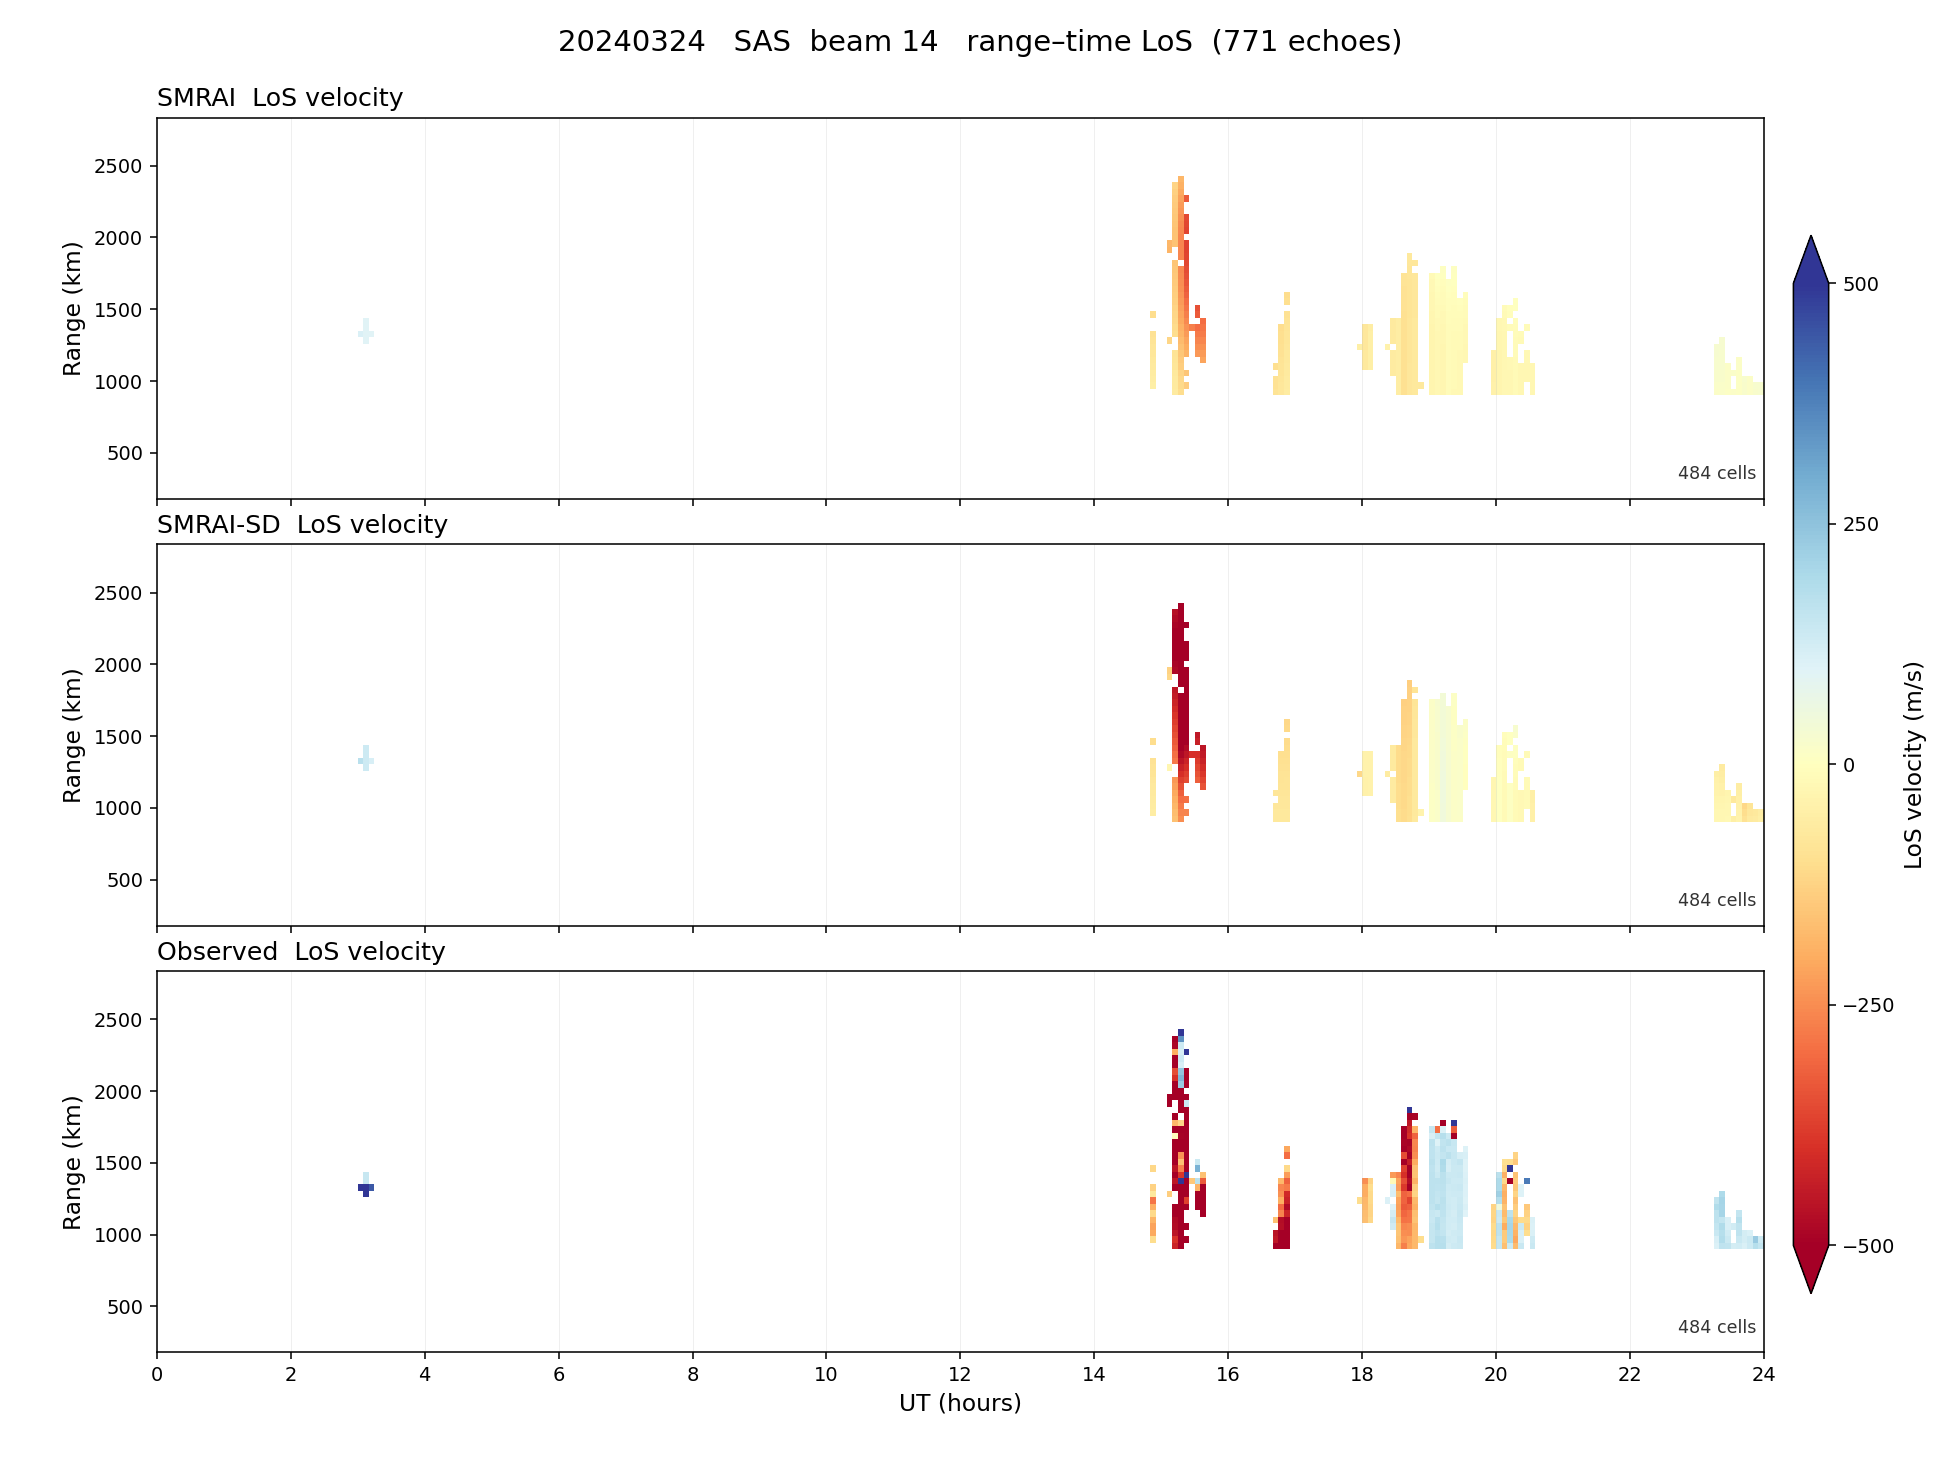 20240324   SAS  beam 14   range–time LoS  (771 echoes)
SMRAI  LoS velocity
Range (km)
2500
2000
1500
1000
500
484 cells
SMRAI-SD  LoS velocity
Range (km)
2500
2000
1500
1000
500
484 cells
Observed  LoS velocity
Range (km)
2500
2000
1500
1000
500
484 cells
0 2 4 6 8 10 12 14 16 18 20 22 24
UT (hours)
500
250
0
−250
−500
LoS velocity (m/s)